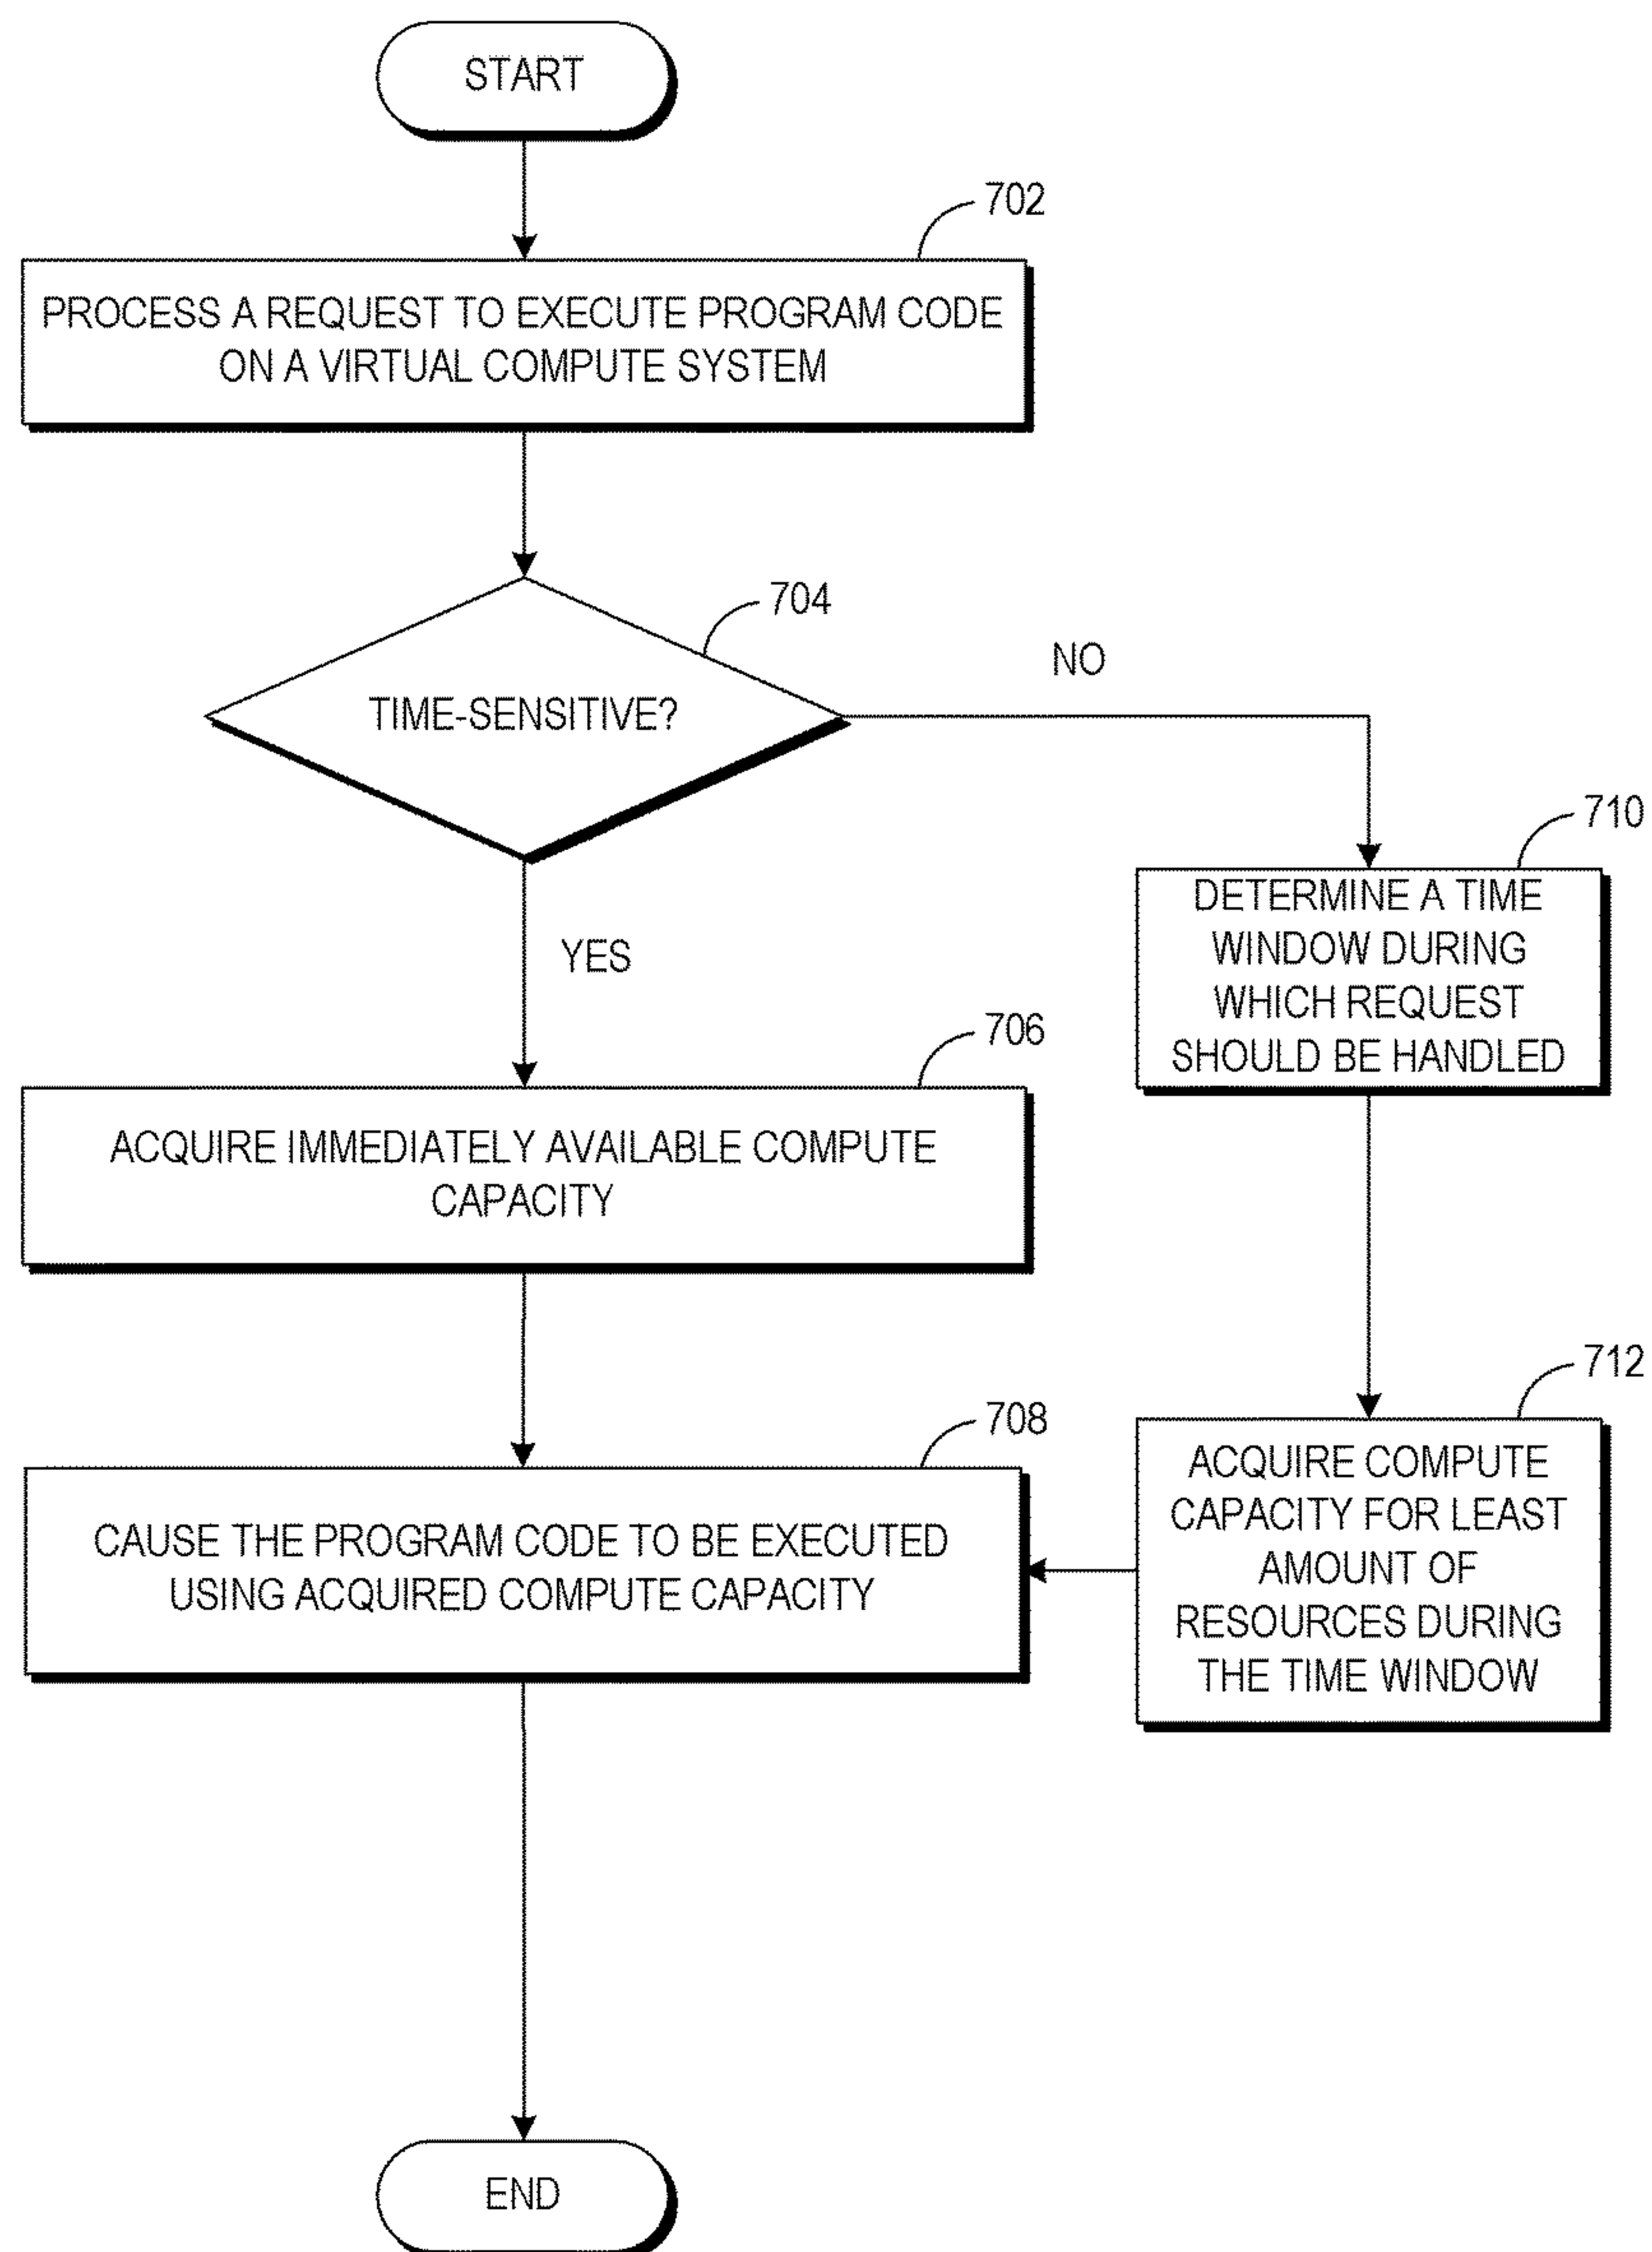 START
702
PROCESS A REQUEST TO EXECUTE PROGRAM CODE
ON A VIRTUAL COMPUTE SYSTEM
704
TIME-SENSITIVE?
NO
YES
710
DETERMINE A TIME
WINDOW DURING
WHICH REQUEST
SHOULD BE HANDLED
706
ACQUIRE IMMEDIATELY AVAILABLE COMPUTE
CAPACITY
712
ACQUIRE COMPUTE
CAPACITY FOR LEAST
AMOUNT OF
RESOURCES DURING
THE TIME WINDOW
708
CAUSE THE PROGRAM CODE TO BE EXECUTED
USING ACQUIRED COMPUTE CAPACITY
END